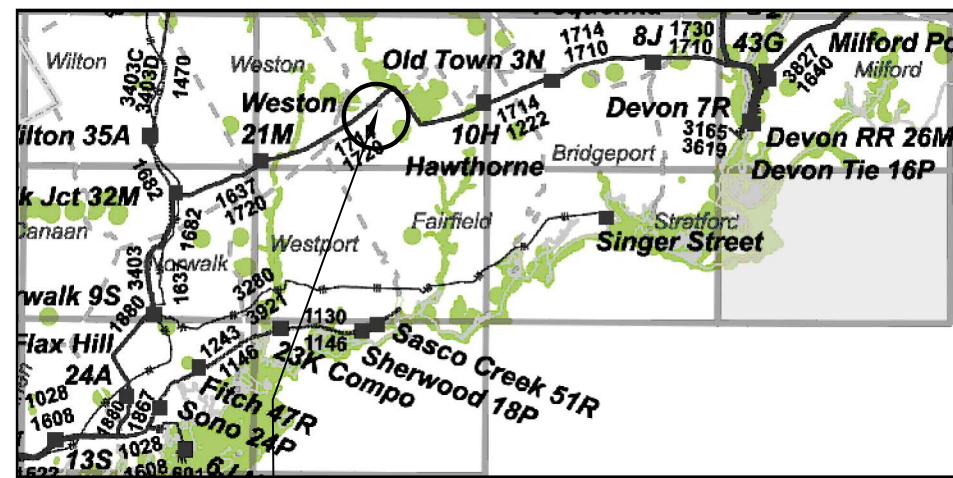 1714
1710
8J
1730
1710
43G
Milford Po
Wilton
Weston
Old Town 3N
3827
1640
Milford
3403C
3403D
1470
Weston
21M
1714
1222
Devon 7R
ilton 35A
1720
10H
3165
3619
Devon RR 26M
Hawthorne
Bridgeport
Devon Tie 16P
1682
k Jct 32M
1637
1720
Canaan
1682
Fairfield
Stratford
Westport
Singer Street
Norwalk
3403
1637
rwalk 9S
3280
3921
1880
1130
1146
Flax Hill
24A
1243
1146
23K Compo
Sasco Creek 51R
Sherwood 18P
1028
1608
1880
1867
Fitch 47R
Sono 24P
13S
1028
1608